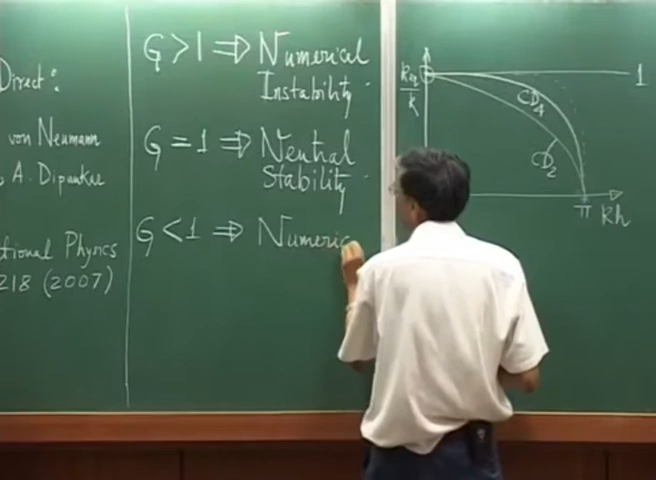 Direct:
von Neumann
A. Dipankar
tional Physics
218 (2007)
G > 1 ⇒ Numerical
Instability
G = 1 ⇒ Neutral
Stability
G < 1 ⇒ Numeric
keq
k
1
CD4
CD2
π kh